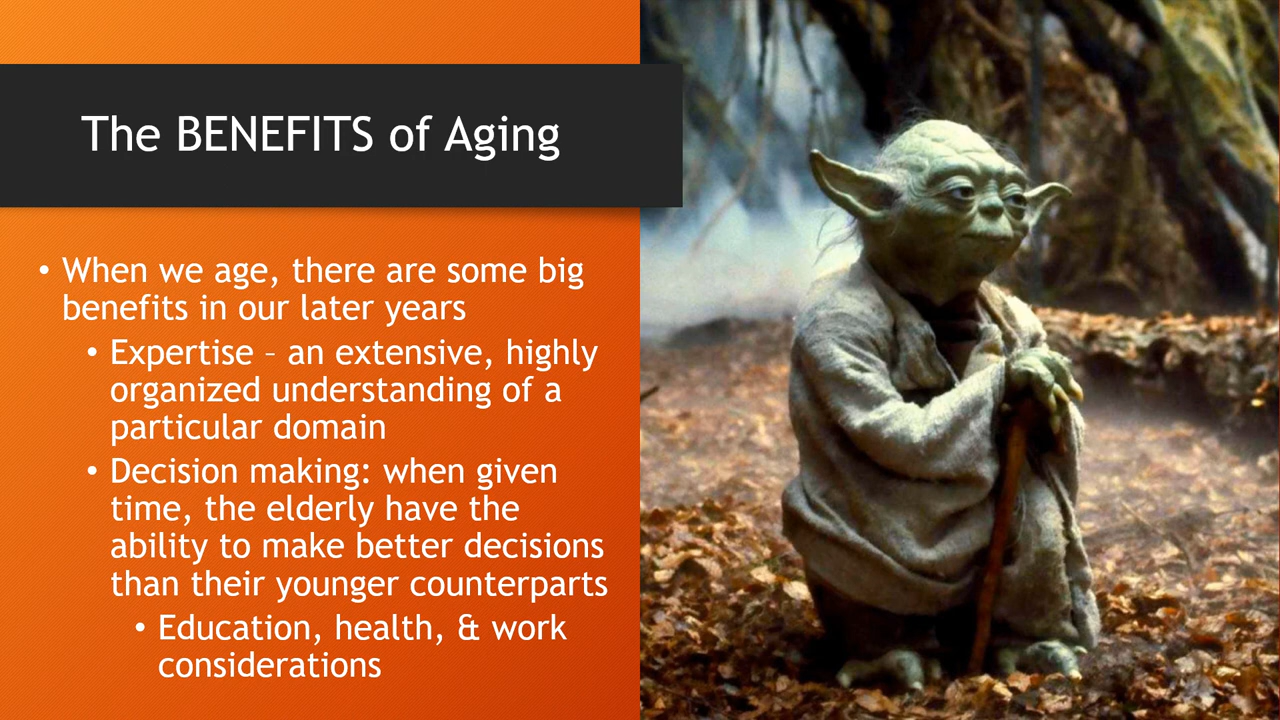 The BENEFITS of Aging
• When we age, there are some big
benefits in our later years
• Expertise – an extensive, highly
organized understanding of a
particular domain
• Decision making: when given
time, the elderly have the
ability to make better decisions
than their younger counterparts
• Education, health, & work
considerations